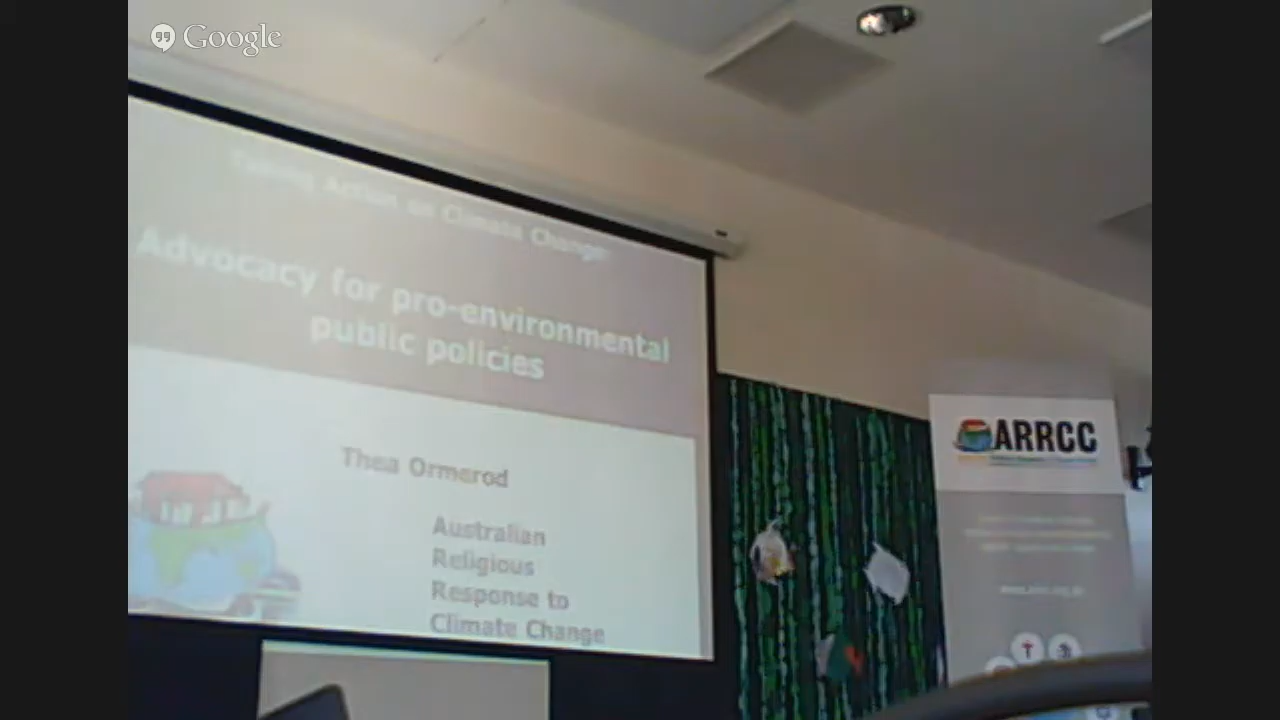 Google
Taking Action on Climate Change:
Advocacy for pro-environmental
public policies
Thea Ormerod
Australian
Religious
Response to
Climate Change
ARRCC